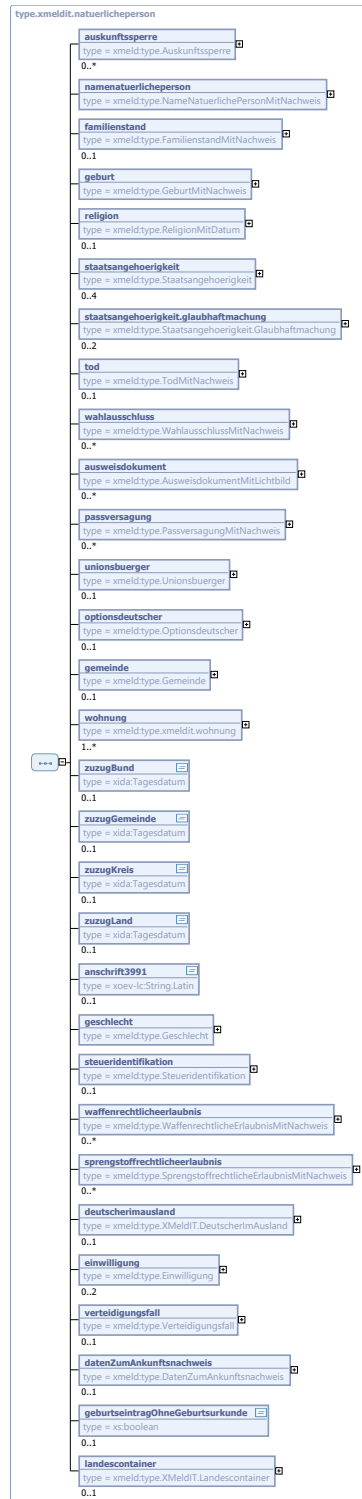 type.xmeldit.natuerlicheperson
auskunftssperre
type = xmeld:type.Auskunftssperre
0..*
namenatuerlicheperson
type = xmeld:type.NameNatuerlichePersonMitNachweis
familienstand
type = xmeld:type.FamilienstandMitNachweis
0..1
geburt
type = xmeld:type.GeburtMitNachweis
religion
type = xmeld:type.ReligionMitDatum
0..1
staatsangehoerigkeit
type = xmeld:type.Staatsangehoerigkeit
0..4
staatsangehoerigkeit.glaubhaftmachung
type = xmeld:type.Staatsangehoerigkeit.Glaubhaftmachung
0..2
tod
type = xmeld:type.TodMitNachweis
0..1
wahlausschluss
type = xmeld:type.WahlausschlussMitNachweis
0..*
ausweisdokument
type = xmeld:type.AusweisdokumentMitLichtbild
0..*
passversagung
type = xmeld:type.PassversagungMitNachweis
0..*
unionsbuerger
type = xmeld:type.Unionsbuerger
0..1
optionsdeutscher
type = xmeld:type.Optionsdeutscher
0..1
gemeinde
type = xmeld:type.Gemeinde
0..1
wohnung
type = xmeld:type.xmeldit.wohnung
1..*
zuzugBund
type = xida:Tagesdatum
0..1
zuzugGemeinde
type = xida:Tagesdatum
0..1
zuzugKreis
type = xida:Tagesdatum
0..1
zuzugLand
type = xida:Tagesdatum
0..1
anschrift3991
type = xoev-lc:String.Latin
0..1
geschlecht
type = xmeld:type.Geschlecht
steueridentifikation
type = xmeld:type.Steueridentifikation
0..1
waffenrechtlicheerlaubnis
type = xmeld:type.WaffenrechtlicheErlaubnisMitNachweis
0..*
sprengstoffrechtlicheerlaubnis
type = xmeld:type.SprengstoffrechtlicheErlaubnisMitNachweis
0..*
deutscherimausland
type = xmeld:type.XMeldIT.DeutscherImAusland
0..1
einwilligung
type = xmeld:type.Einwilligung
0..2
verteidigungsfall
type = xmeld:type.Verteidigungsfall
0..1
datenZumAnkunftsnachweis
type = xmeld:type.DatenZumAnkunftsnachweis
0..1
geburtseintragOhneGeburtsurkunde
type = xs:boolean
0..1
landescontainer
type = xmeld:type.XMeldIT.Landescontainer
0..1